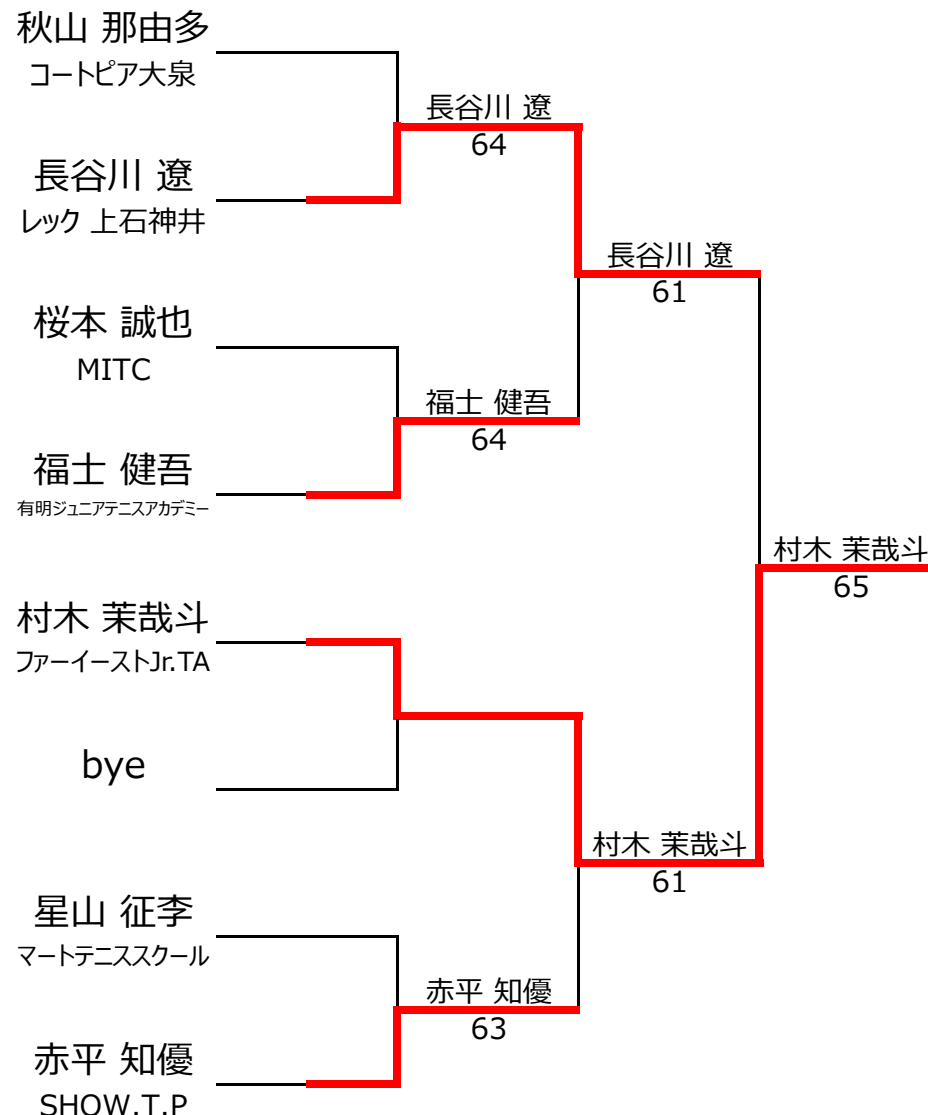 秋山 那由多
コートピア大泉
長谷川 遼
64
長谷川 遼
レック 上石神井
長谷川 遼
61
桜本 誠也
MITC
福士 健吾
64
福士 健吾
有明ジュニアテニスアカデミー
村木 茉哉斗
65
村木 茉哉斗
ファーイーストJr.TA
bye
村木 茉哉斗
61
星山 征李
マートテニススクール
赤平 知優
63
赤平 知優
SHOW.T.P